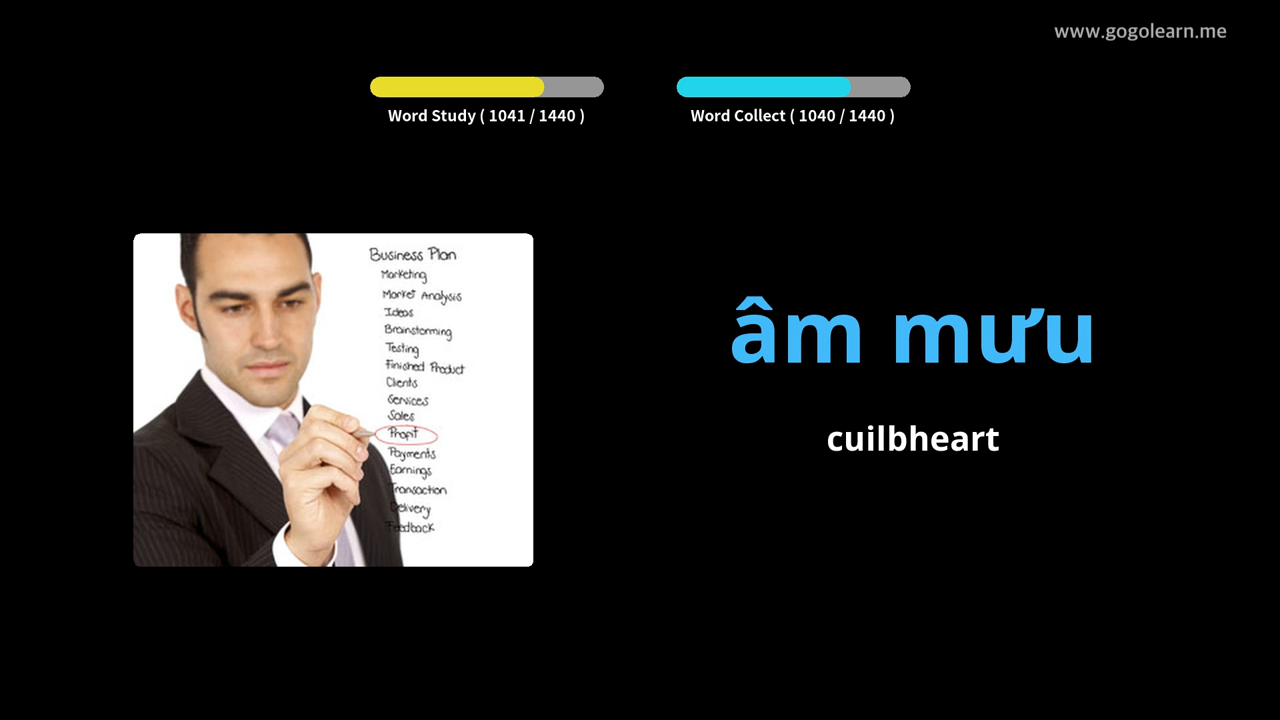 www.gogolearn.me
Word Study ( 1041 / 1440 )
Word Collect ( 1040 / 1440 )
Business Plan
Marketing
Market Analysis
Ideas
Brainstorming
Testing
Finished Product
Clients
Services
Sales
Profit
Payments
Earnings
Transaction
Delivery
Feedback
âm mưu
cuilbheart